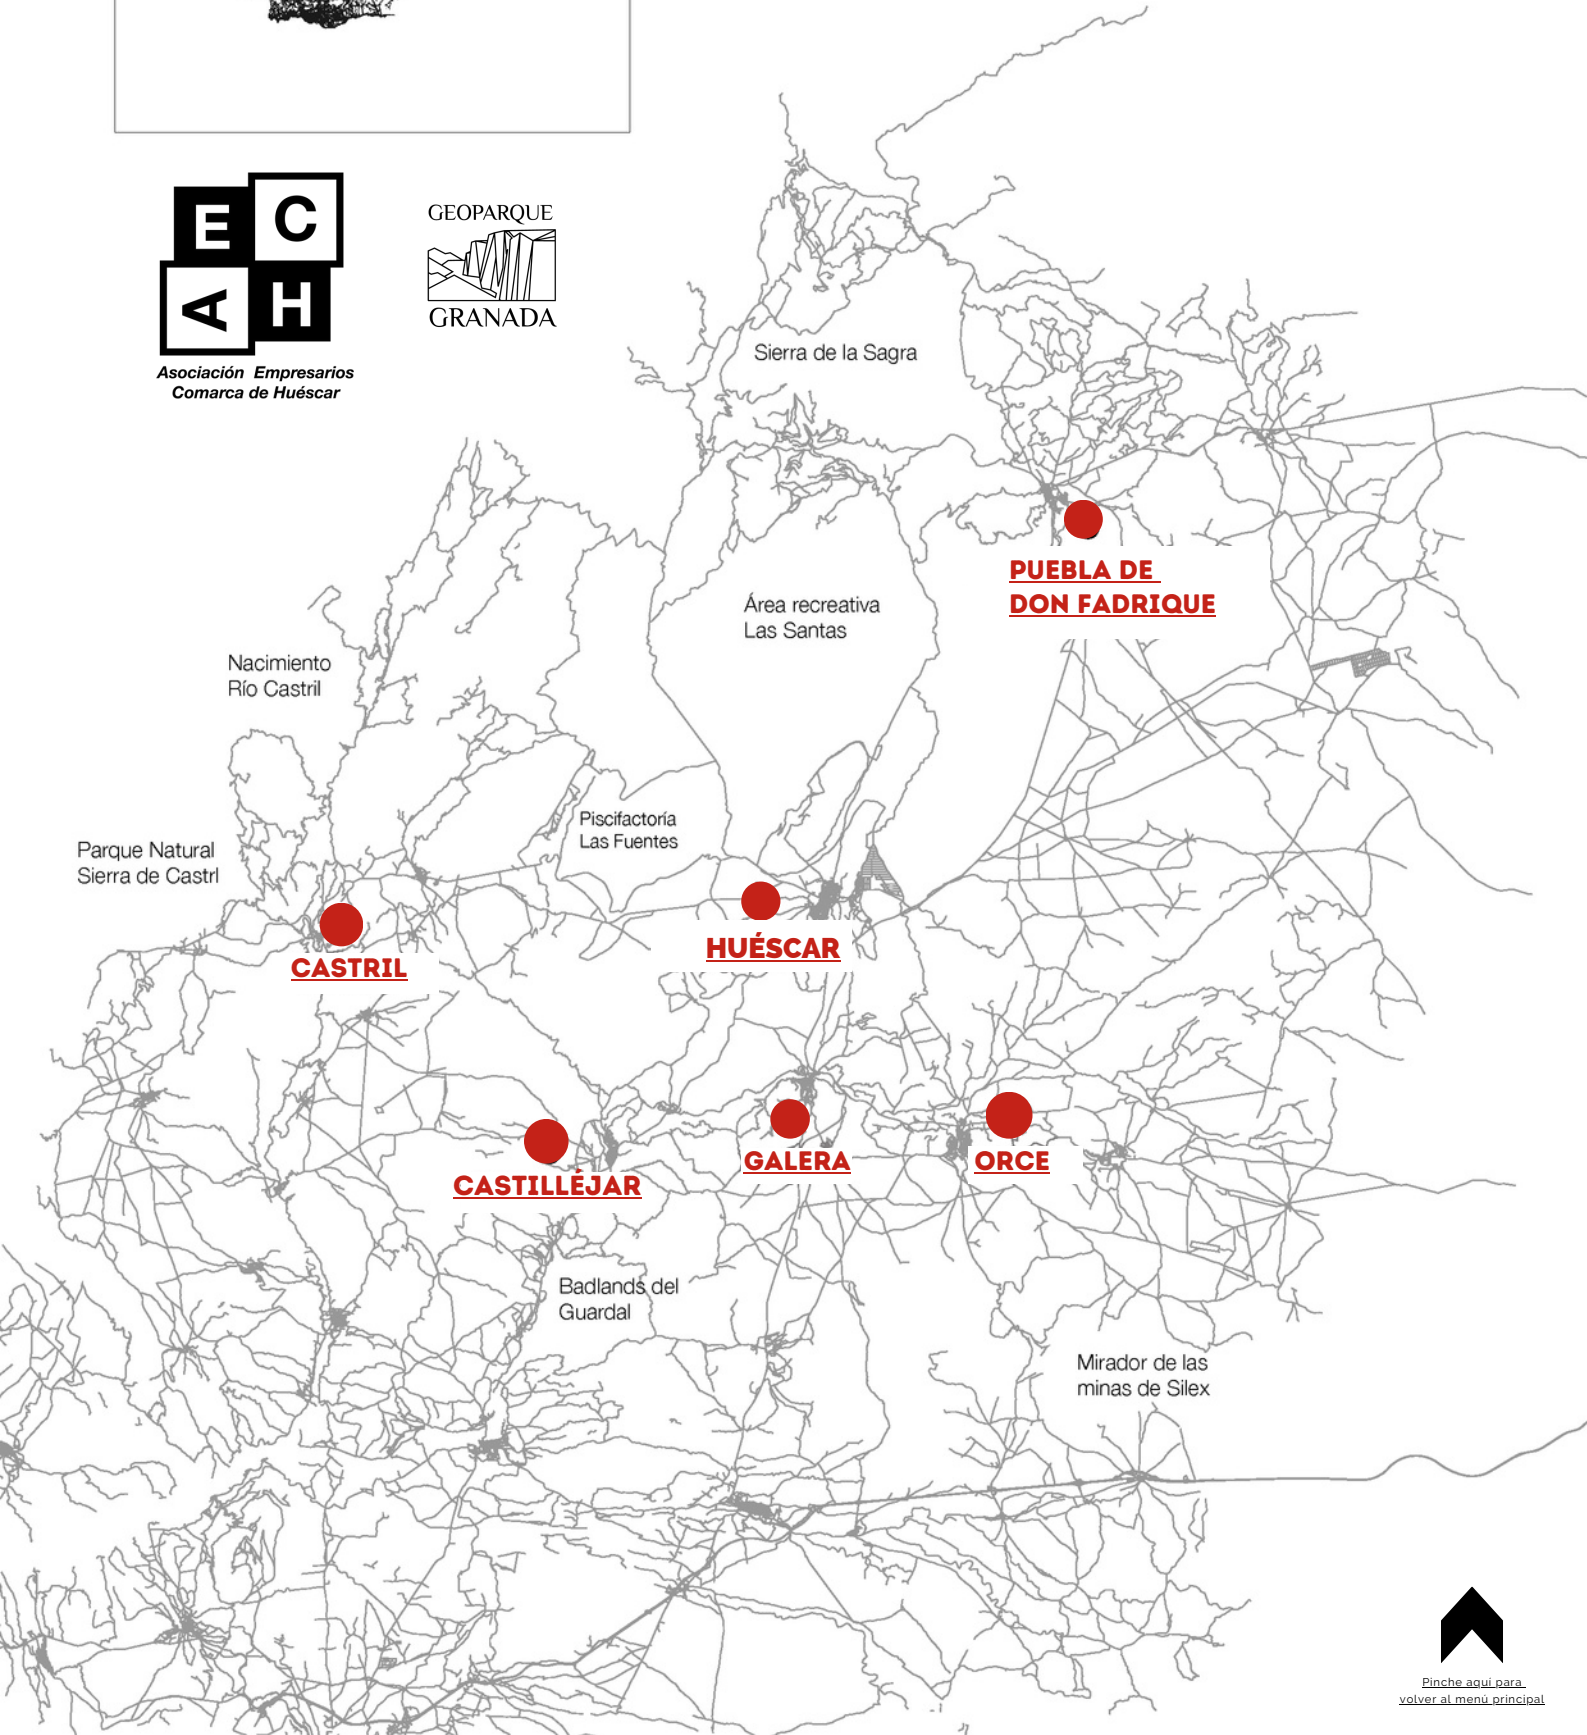 E C
A H
Asociación Empresarios
Comarca de Huéscar
GEOPARQUE
GRANADA
Sierra de la Sagra
PUEBLA DE
DON FADRIQUE
Área recreativa
Las Santas
Nacimiento
Río Castril
Piscifactoría
Las Fuentes
Parque Natural
Sierra de Castrl
HUÉSCAR
CASTRIL
GALERA
ORCE
CASTILLÉJAR
Badlands del
Guardal
Mirador de las
minas de Silex
Pinche aquí para
volver al menú principal